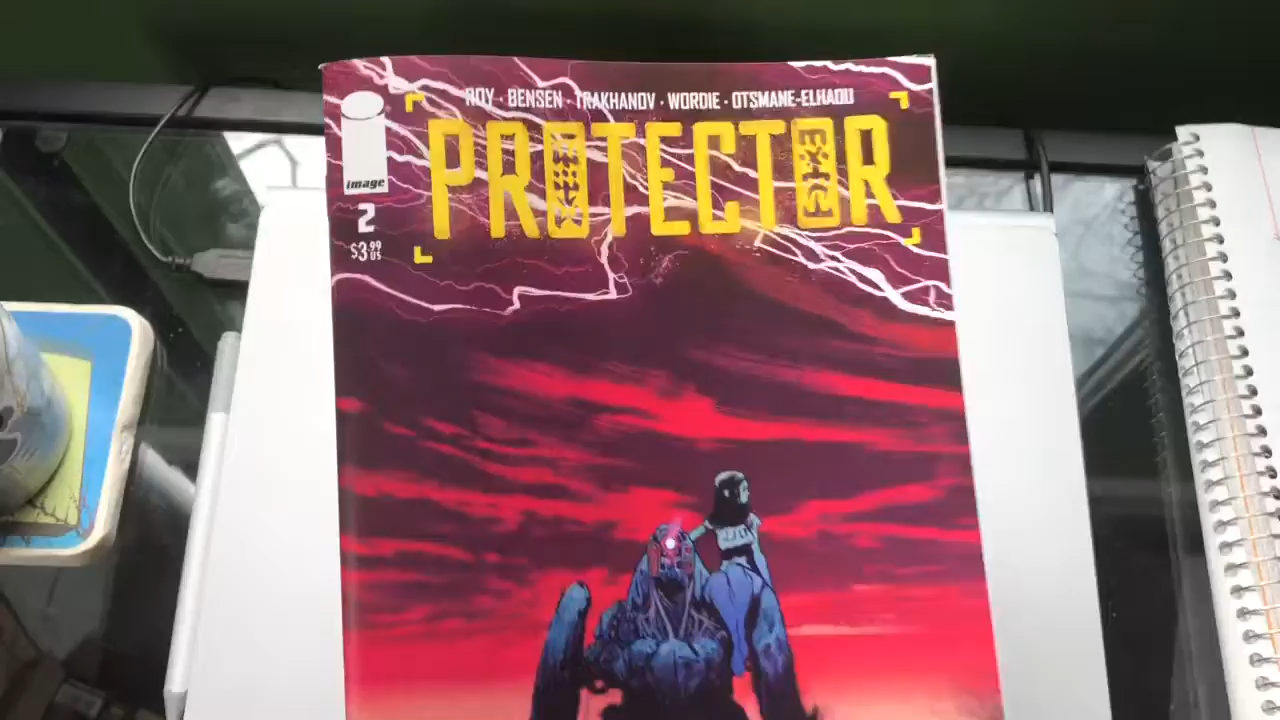 ROY · BENSEN · TRAKHANOV · WORDIE · OTSMANE-ELHAOU
PROTECTOR
image
2
$3.99
US